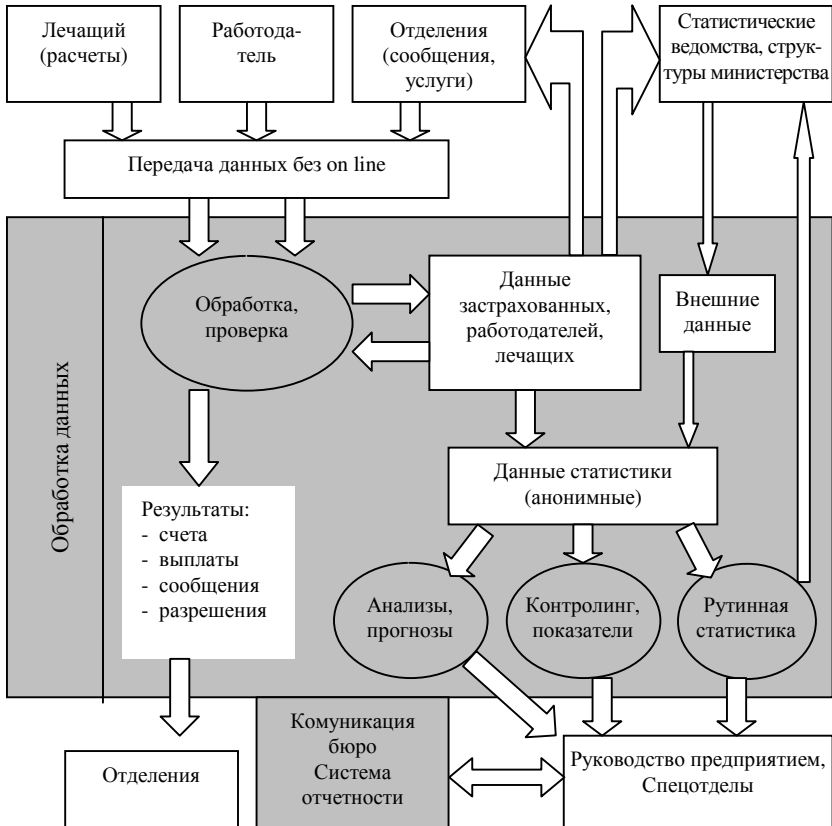 Лечащий
(расчеты)
Работода-
тель
Отделения
(сообщения,
услуги)
Статистические
ведомства, струк-
туры министерства
Передача данных без on line
Обработка,
проверка
Данные
застрахованных,
работодателей,
лечащих
Внешние
данные
Обработка данных
Данные статистики
(анонимные)
Результаты:
- счета
- выплаты
- сообщения
- разрешения
Анализы,
прогнозы
Контролинг,
показатели
Рутинная
статистика
Отделения
Комуникация
бюро
Система
отчетности
Руководство предприятием,
Спецотделы